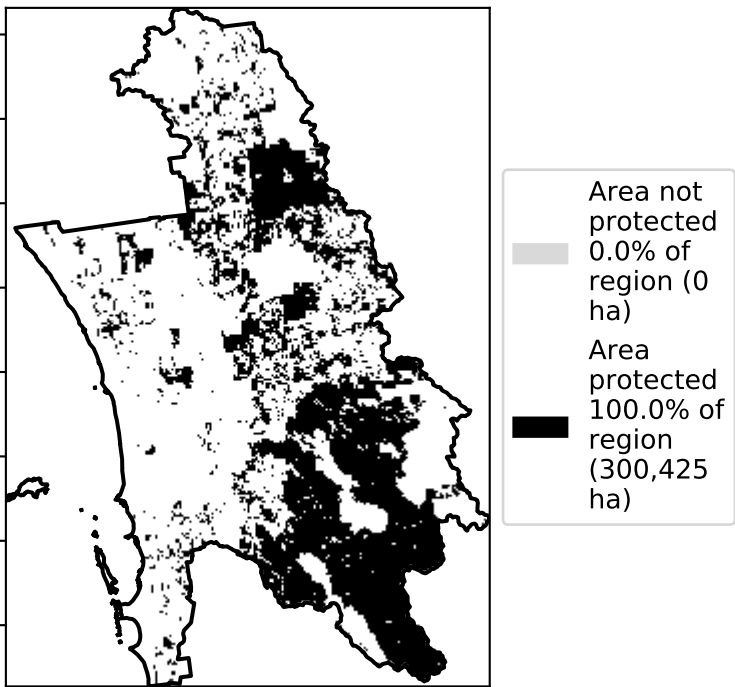 Area not
protected
0.0% of
region (0
ha)
Area
protected
100.0% of
region
(300,425
ha)